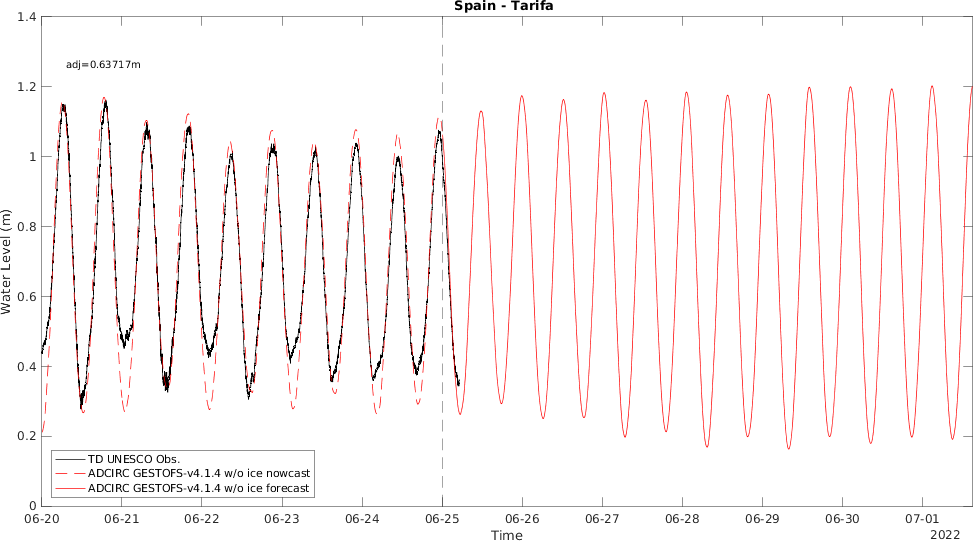 Spain - Tarifa
1.4
adj=0.63717m
1.2
1
0.8
0.6
0.4
0.2
0
Water Level (m)
TD UNESCO Obs.
ADCIRC GESTOFS-v4.1.4 w/o ice nowcast
ADCIRC GESTOFS-v4.1.4 w/o ice forecast
06-20 06-21 06-22 06-23 06-24 06-25 06-26 06-27 06-28 06-29 06-30 07-01
2022
Time